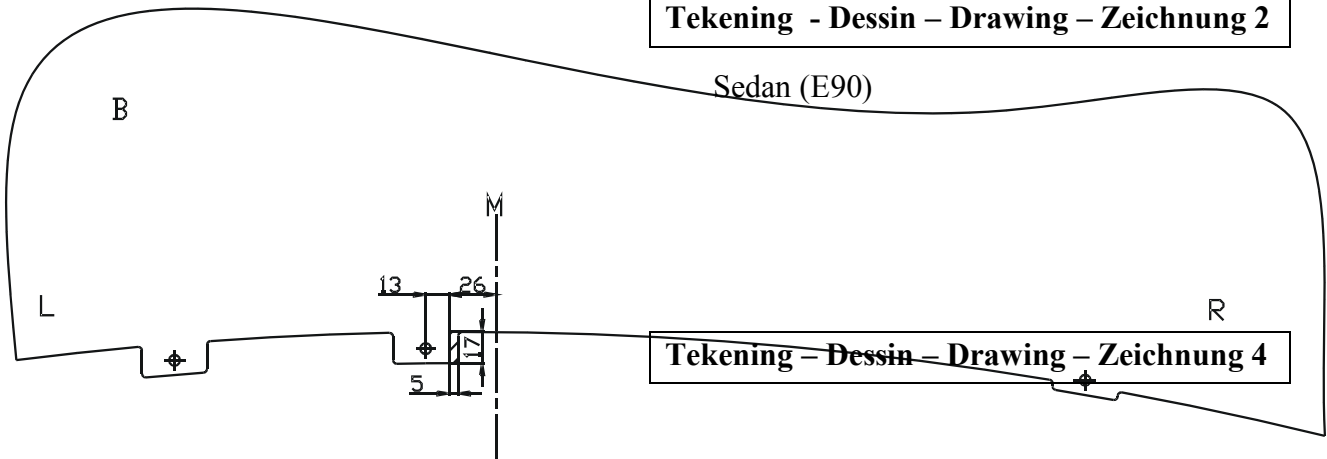 Tekening - Dessin – Drawing – Zeichnung 2
Sedan (E90)
B
M
13 26
L
R
17
Tekening – Dessin – Drawing – Zeichnung 4
5